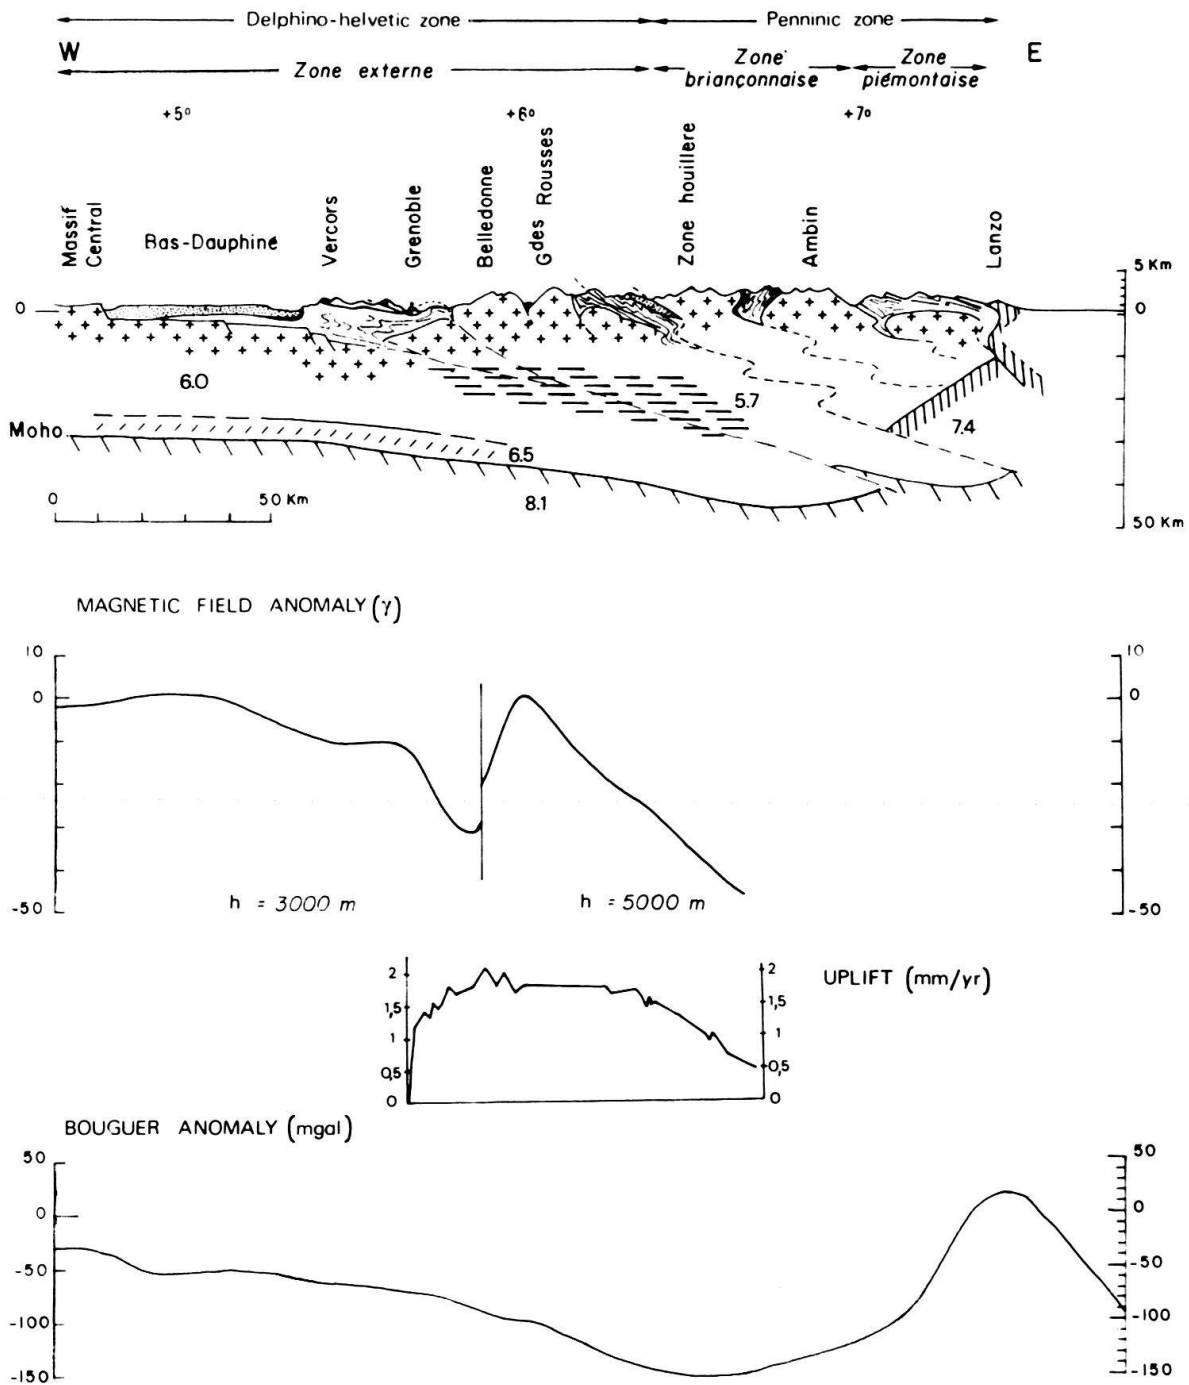 Delphino-helvetic zone Penninic zone
W E
Zone externe Zone briançonnaise Zone piémontaise
+5° +6° +7°
Massif Central
Bas-Dauphiné
Vercors
Grenoble
Belledonne
Gdes Rousses
Zone houillere
Ambin
Lanzo
5 Km
0 0
6.0 5.7
7.4
Moho
6.5
8.1
0 50 Km
50 Km
MAGNETIC FIELD ANOMALY (γ)
10 10
0 0
-50 -50
h = 3000 m h = 5000 m
UPLIFT (mm/yr)
2 2
1,5 1,5
1 1
0,5 0,5
0 0
BOUGUER ANOMALY (mgal)
50 50
0 0
-50 -50
-100 -100
-150 -150